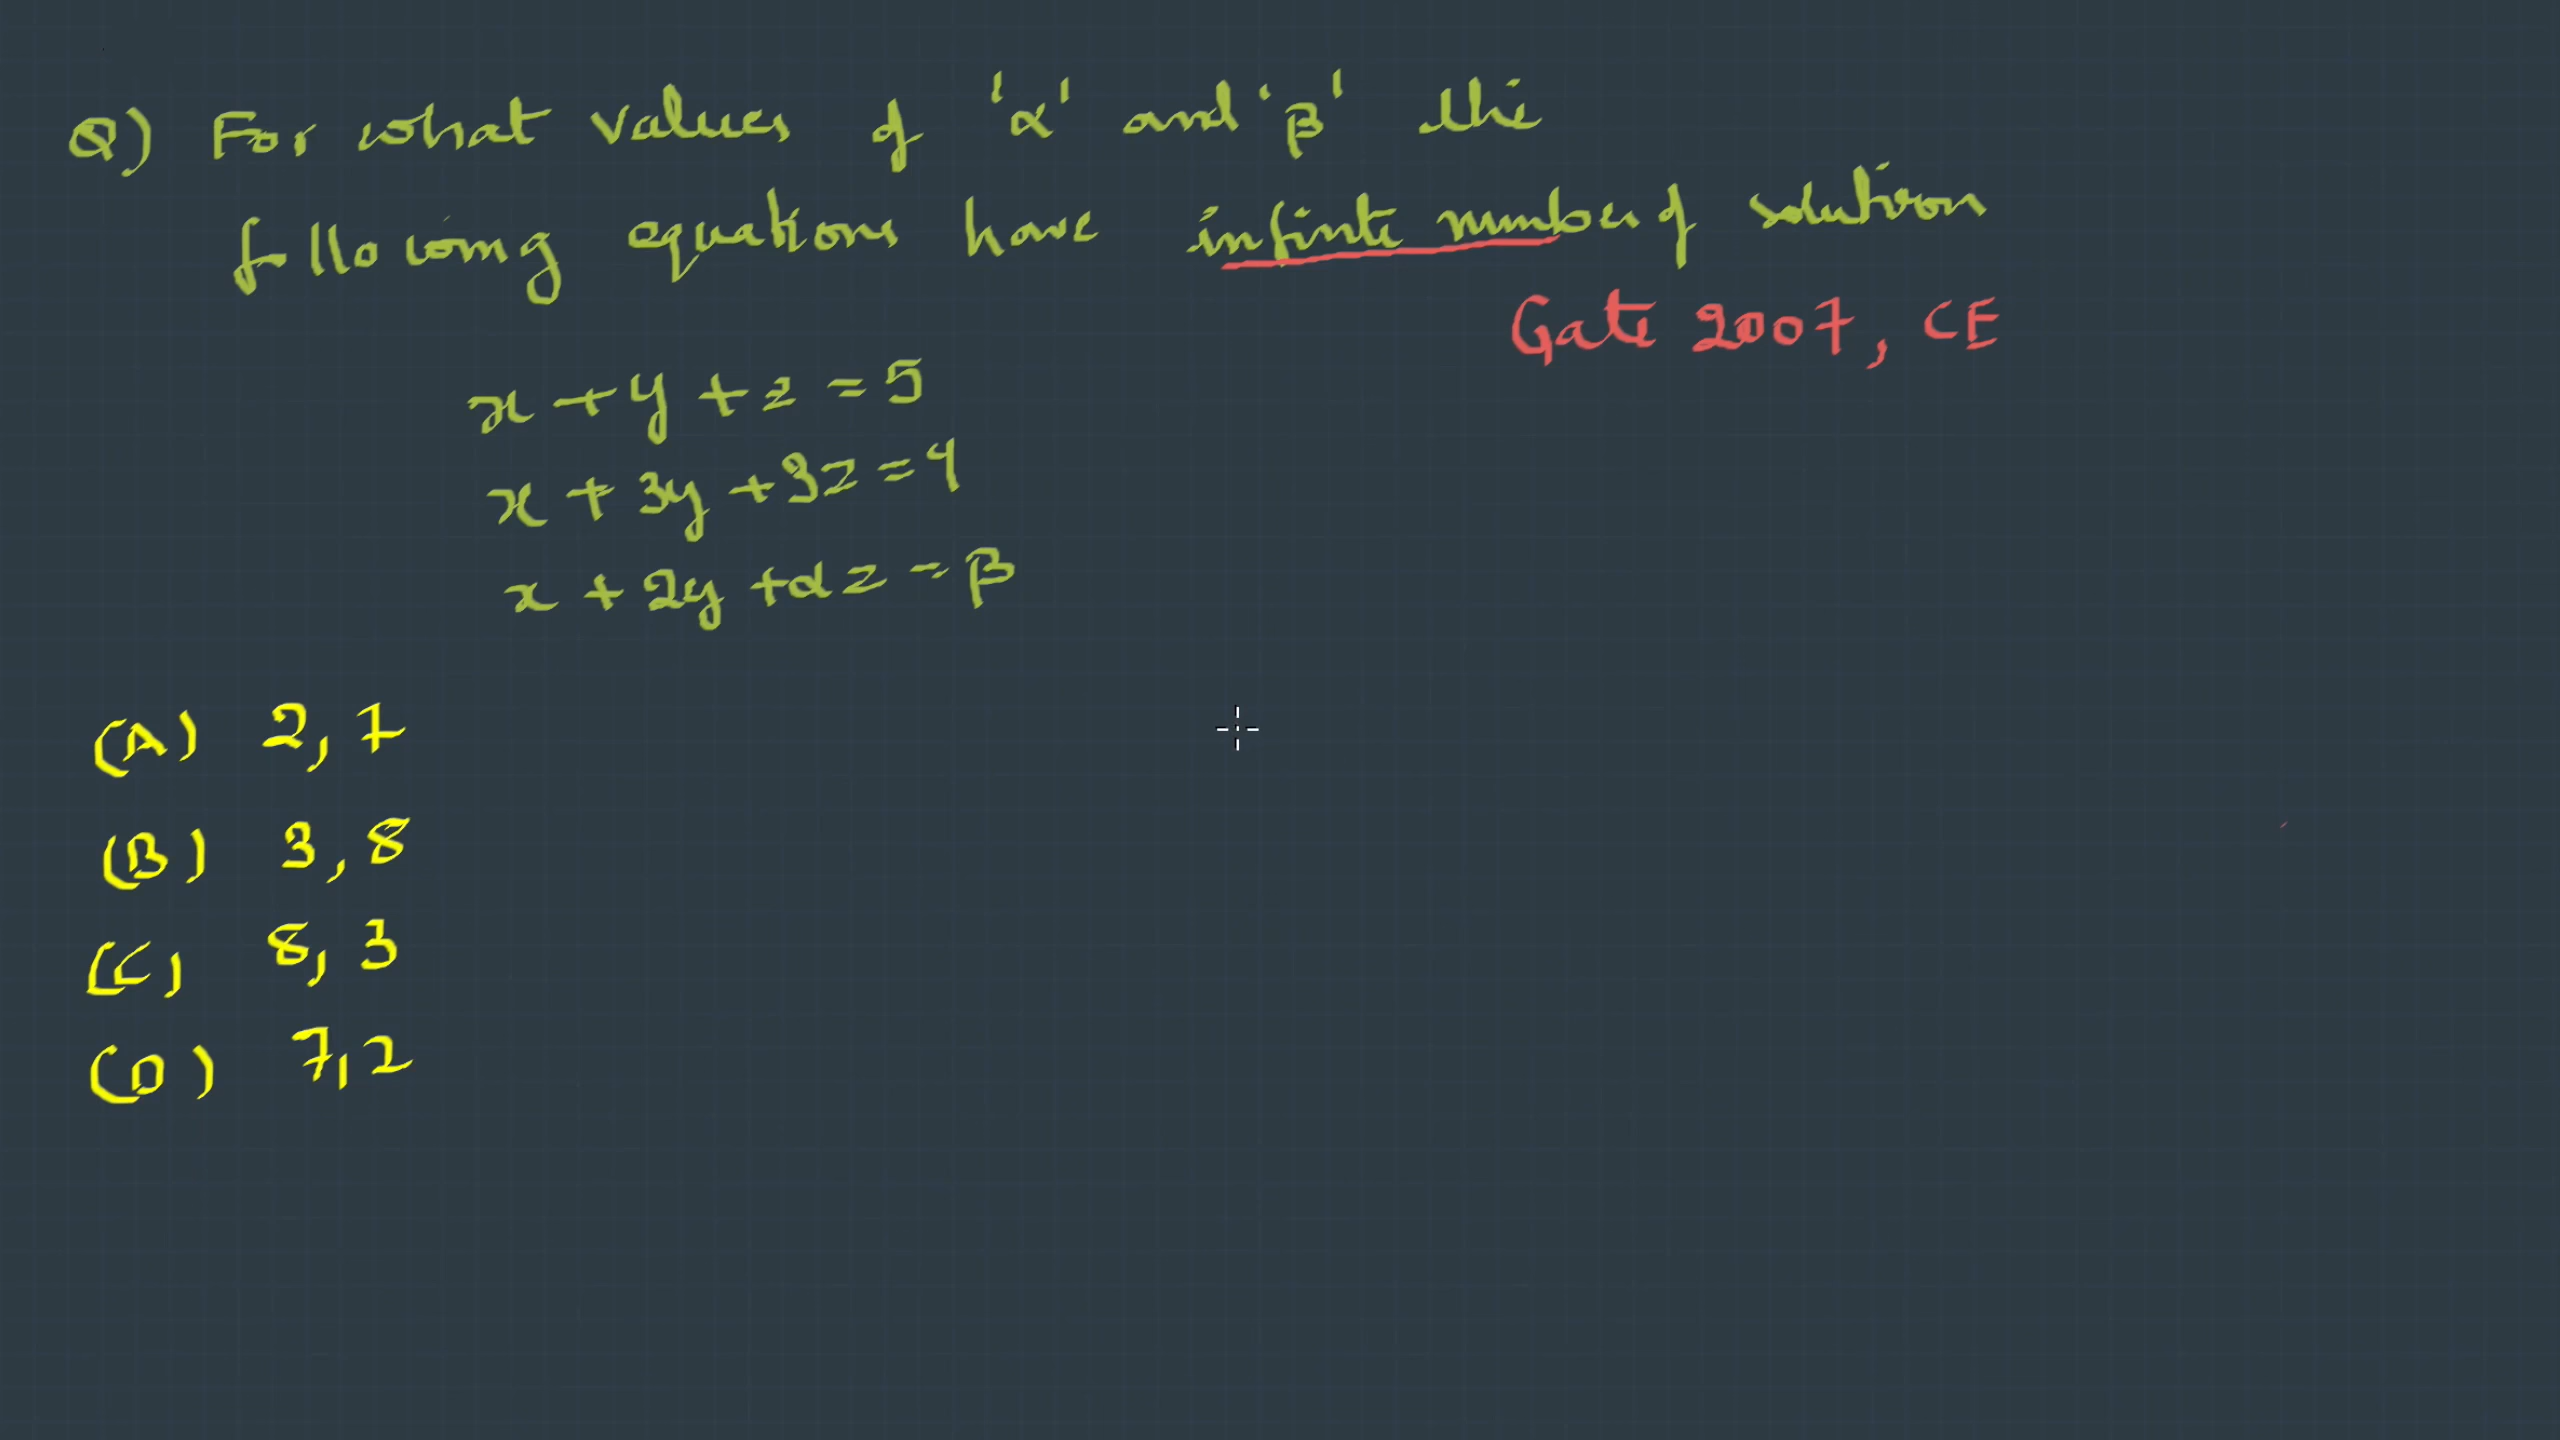 Q) For what values of 'α' and 'β' the
following equations have infinte number of solution
Gate 2007, CE
x + y + z = 5
x + 3y + 3z = 4
x + 2y + αz = β
(A) 2, 7
(B) 3, 8
(C) 8, 3
(D) 7, 2